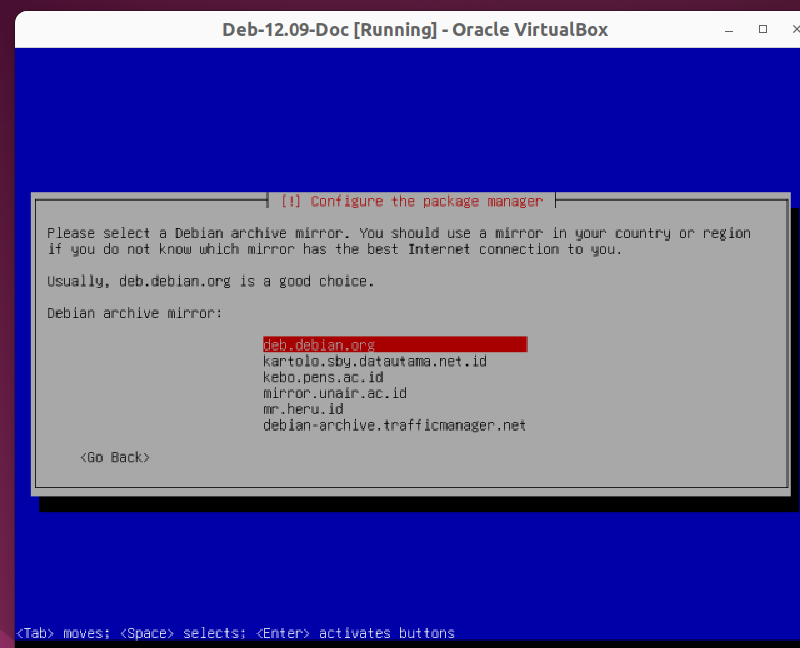 Deb-12.09-Doc [Running] - Oracle VirtualBox
[!] Configure the package manager
Please select a Debian archive mirror. You should use a mirror in your country or region
if you do not know which mirror has the best Internet connection to you.
Usually, deb.debian.org is a good choice.
Debian archive mirror:
deb.debian.org
kartolo.sby.datautama.net.id
kebo.pens.ac.id
mirror.unair.ac.id
mr.heru.id
debian-archive.trafficmanager.net
<Go Back>
<Tab> moves; <Space> selects; <Enter> activates buttons